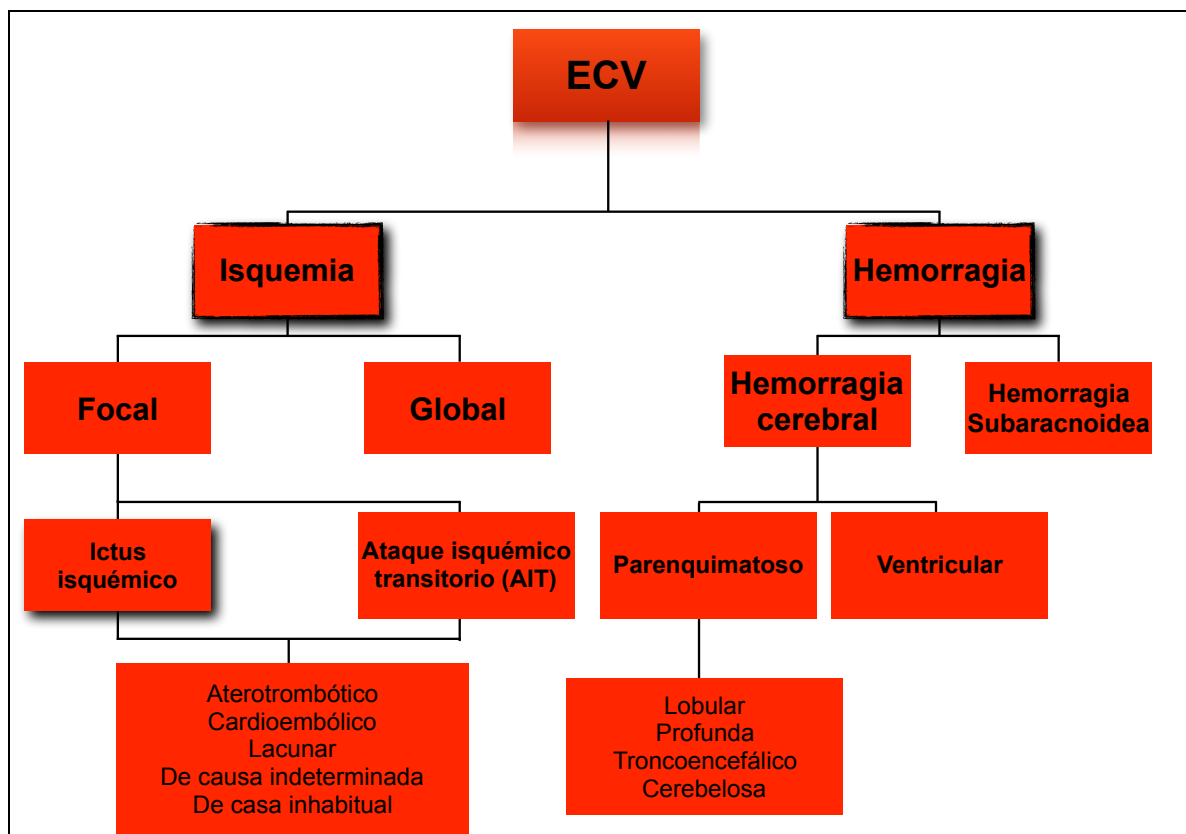 ECV
Isquemia
Hemorragia
Focal
Global
Hemorragia
cerebral
Hemorragia
Subaracnoidea
Ictus
isquémico
Ataque isquémico
transitorio (AIT)
Parenquimatoso
Ventricular
Aterotrombótico
Cardioembólico
Lacunar
De causa indeterminada
De casa inhabitual
Lobular
Profunda
Troncoencefálico
Cerebelosa